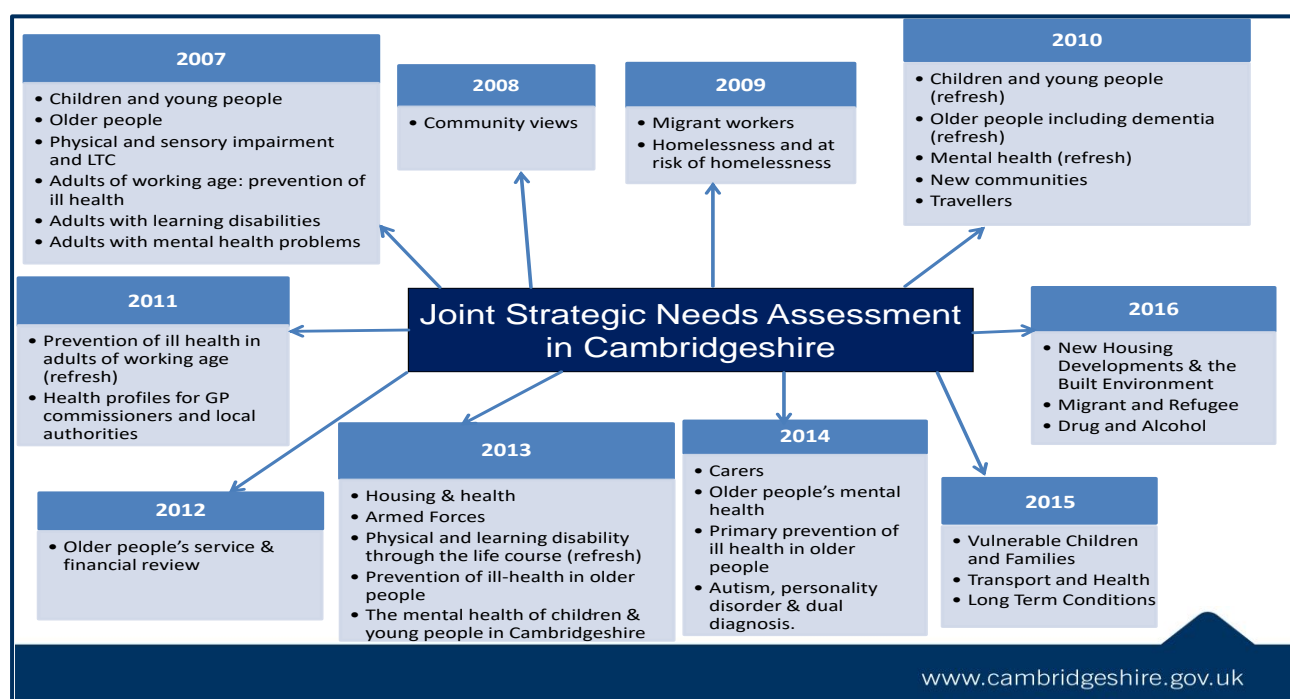 2007
• Children and young people
• Older people
• Physical and sensory impairment
and LTC
• Adults of working age: prevention of
ill health
• Adults with learning disabilities
• Adults with mental health problems
2008
• Community views
2009
• Migrant workers
• Homelessness and at
risk of homelessness
2010
• Children and young people
(refresh)
• Older people including dementia
(refresh)
• Mental health (refresh)
• New communities
• Travellers
Joint Strategic Needs Assessment
in Cambridgeshire
2011
• Prevention of ill health in
adults of working age
(refresh)
• Health profiles for GP
commissioners and local
authorities
2016
• New Housing
Developments & the
Built Environment
• Migrant and Refugee
• Drug and Alcohol
2012
• Older people’s service &
financial review
2013
• Housing & health
• Armed Forces
• Physical and learning disability
through the life course (refresh)
• Prevention of ill-health in older
people
• The mental health of children &
young people in Cambridgeshire
2014
• Carers
• Older people’s mental
health
• Primary prevention of
ill health in older
people
• Autism, personality
disorder & dual
diagnosis.
2015
• Vulnerable Children
and Families
• Transport and Health
• Long Term Conditions
www.cambridgeshire.gov.uk